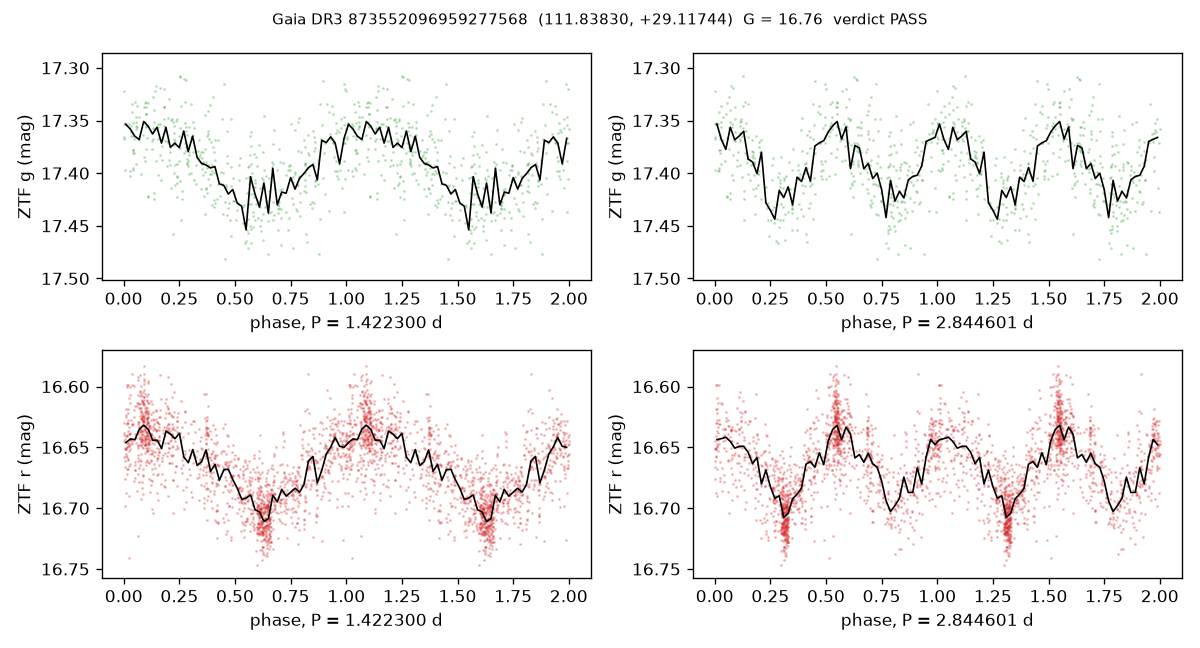 Gaia DR3 873552096959277568 (111.83830, +29.11744) G = 16.76 verdict PASS
ZTF g (mag)
17.30
17.35
17.40
17.45
17.50
0.00 0.25 0.50 0.75 1.00 1.25 1.50 1.75 2.00
phase, P = 1.422300 d
ZTF g (mag)
17.30
17.35
17.40
17.45
17.50
0.00 0.25 0.50 0.75 1.00 1.25 1.50 1.75 2.00
phase, P = 2.844601 d
ZTF r (mag)
16.60
16.65
16.70
16.75
0.00 0.25 0.50 0.75 1.00 1.25 1.50 1.75 2.00
phase, P = 1.422300 d
ZTF r (mag)
16.60
16.65
16.70
16.75
0.00 0.25 0.50 0.75 1.00 1.25 1.50 1.75 2.00
phase, P = 2.844601 d